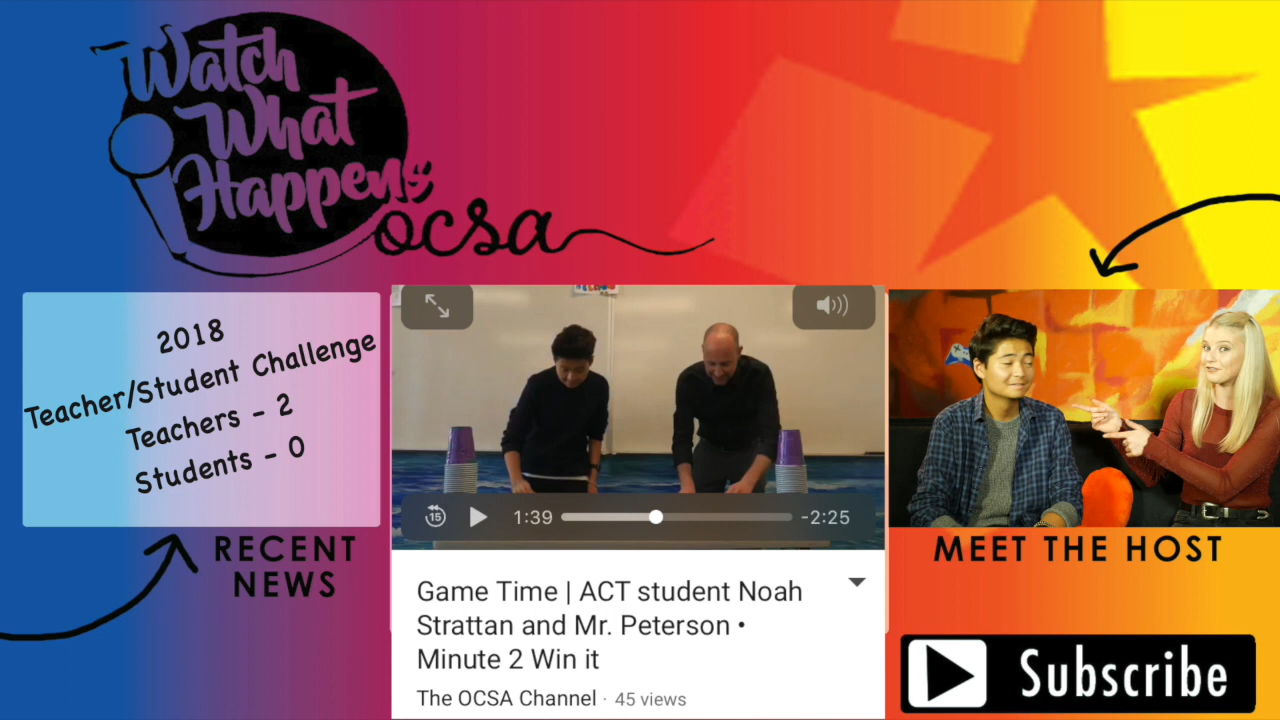 Watch
What
Happens
ocsa
2018
Teacher/Student Challenge
Teachers - 2
Students - 0
RECENT
NEWS
15
1:39
-2:25
Game Time | ACT student Noah
Strattan and Mr. Peterson •
Minute 2 Win it
The OCSA Channel · 45 views
MEET THE HOST
Subscribe